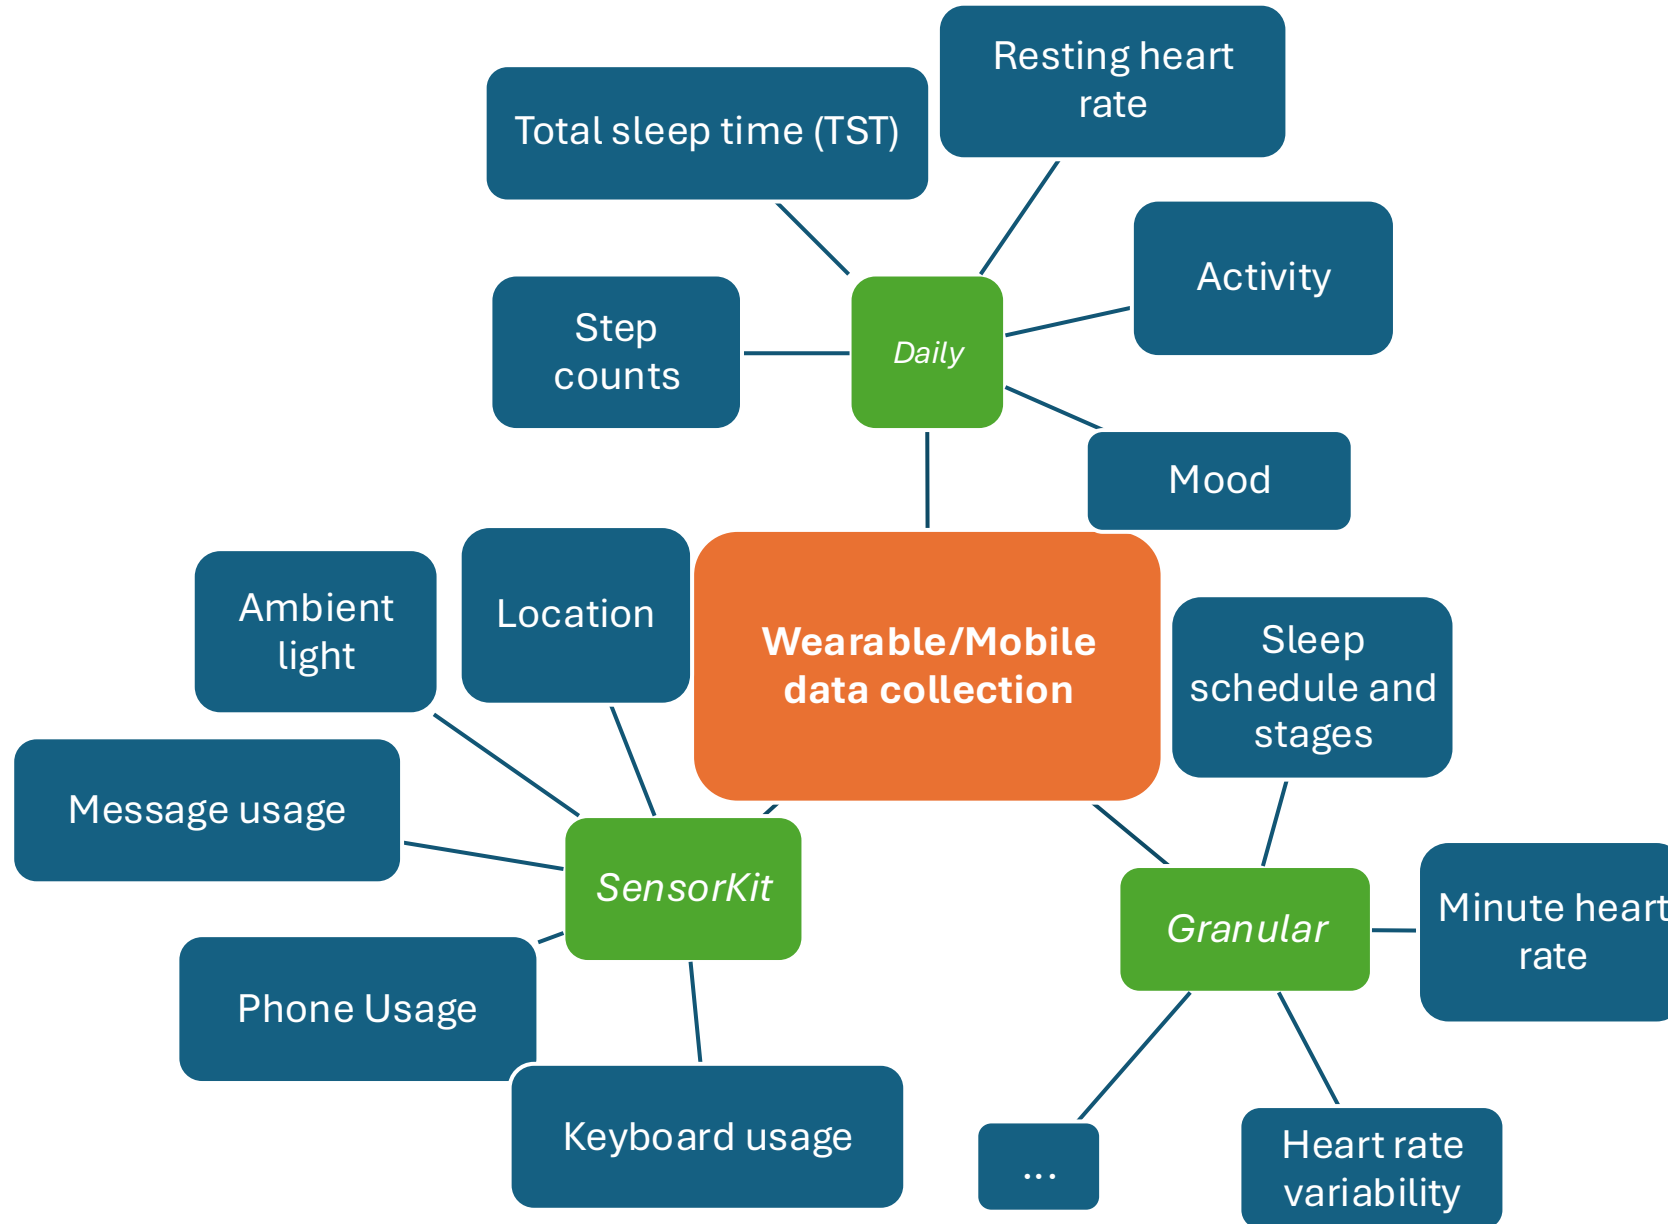 Resting heart
rate
Total sleep time (TST)
Activity
Step
counts
Daily
Mood
Wearable/Mobile
data collection
Ambient
light
Location
Sleep
schedule and
stages
Message usage
SensorKit
Granular
Minute heart
rate
Phone Usage
Keyboard usage
...
Heart rate
variability